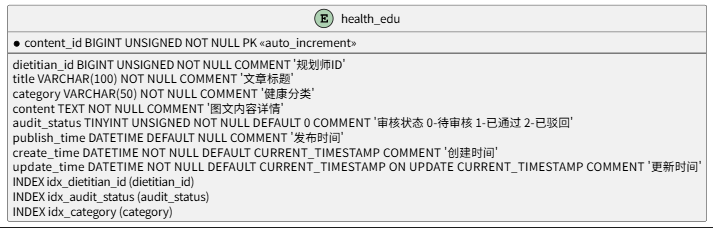 E health_edu
● content_id BIGINT UNSIGNED NOT NULL PK «auto_increment»
dietitian_id BIGINT UNSIGNED NOT NULL COMMENT '规划师ID'
title VARCHAR(100) NOT NULL COMMENT '文章标题'
category VARCHAR(50) NOT NULL COMMENT '健康分类'
content TEXT NOT NULL COMMENT '图文内容详情'
audit_status TINYINT UNSIGNED NOT NULL DEFAULT 0 COMMENT '审核状态 0-待审核 1-已通过 2-已驳回'
publish_time DATETIME DEFAULT NULL COMMENT '发布时间'
create_time DATETIME NOT NULL DEFAULT CURRENT_TIMESTAMP COMMENT '创建时间'
update_time DATETIME NOT NULL DEFAULT CURRENT_TIMESTAMP ON UPDATE CURRENT_TIMESTAMP COMMENT '更新时间'
INDEX idx_dietitian_id (dietitian_id)
INDEX idx_audit_status (audit_status)
INDEX idx_category (category)